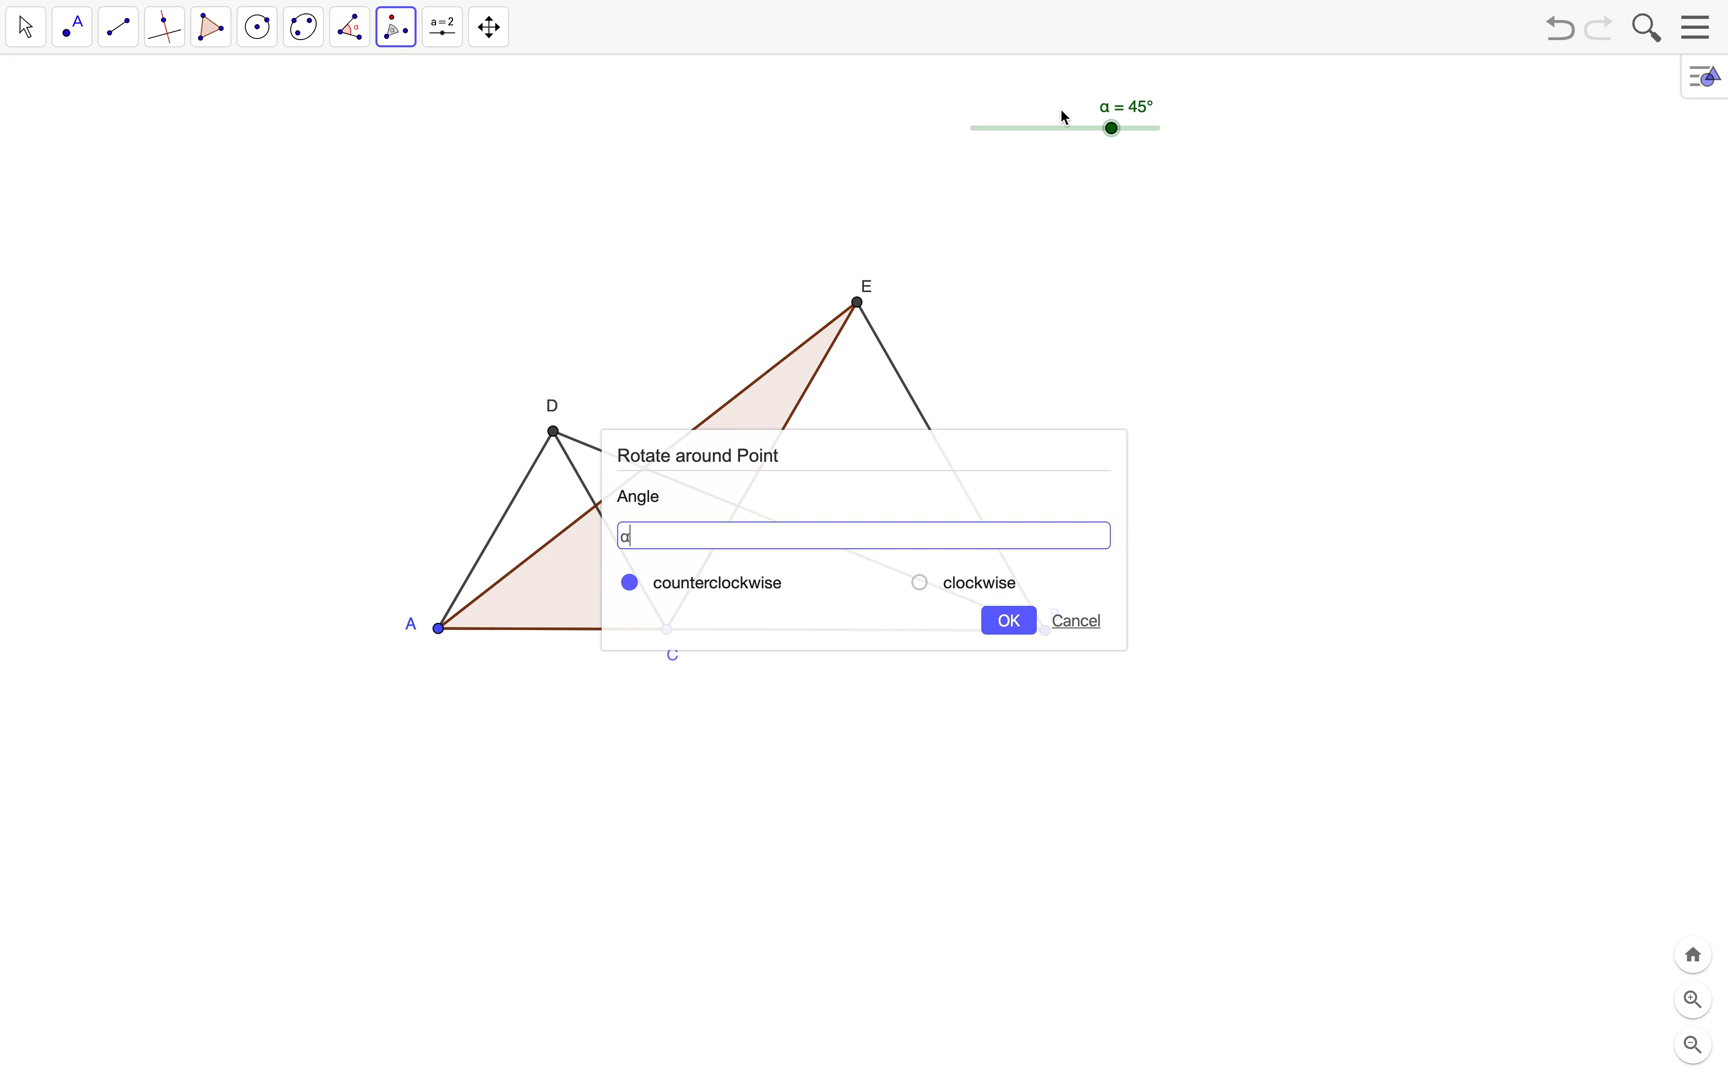 A
α
α
a=2
α = 45°
E
D
Rotate around Point
Angle
α
counterclockwise
clockwise
A
OK
Cancel
C